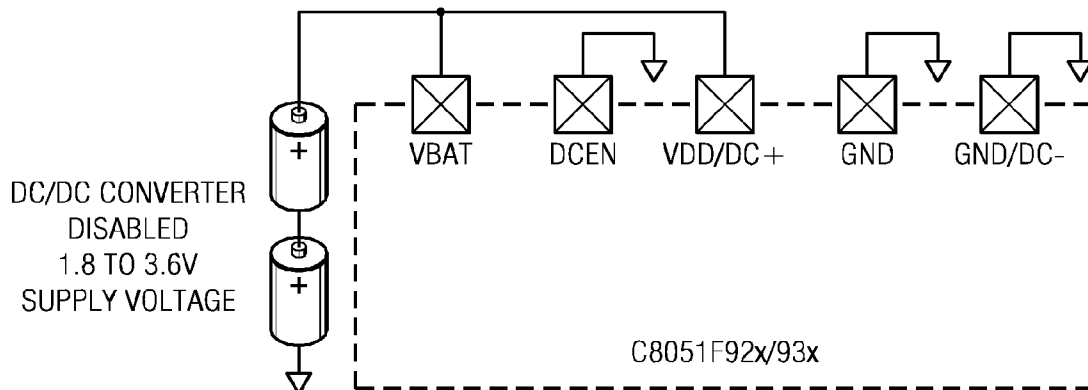 VBAT
DCEN
VDD/DC+
GND
GND/DC-
+
+
DC/DC CONVERTER
DISABLED
1.8 TO 3.6V
SUPPLY VOLTAGE
C8051F92x/93x